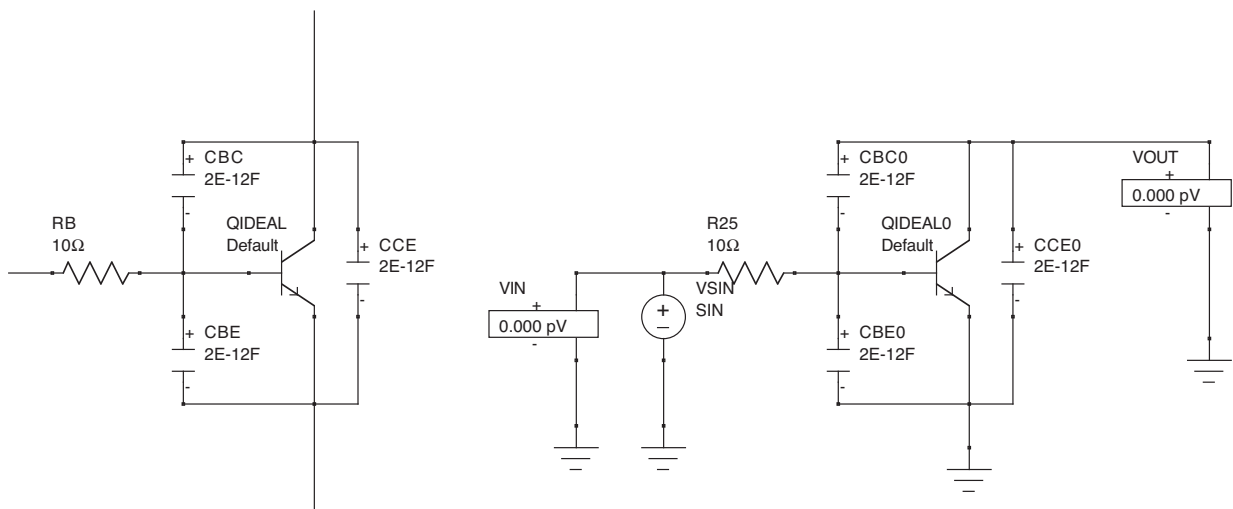 + CBC
2E-12F
-
RB
10Ω
QIDEAL
Default
+ CCE
2E-12F
-
+ CBE
2E-12F
-
VIN
+
0.000 pV
-
+
–
VSIN
SIN
R25
10Ω
+ CBC0
2E-12F
-
QIDEAL0
Default
+ CCE0
2E-12F
-
+ CBE0
2E-12F
-
VOUT
+
0.000 pV
-